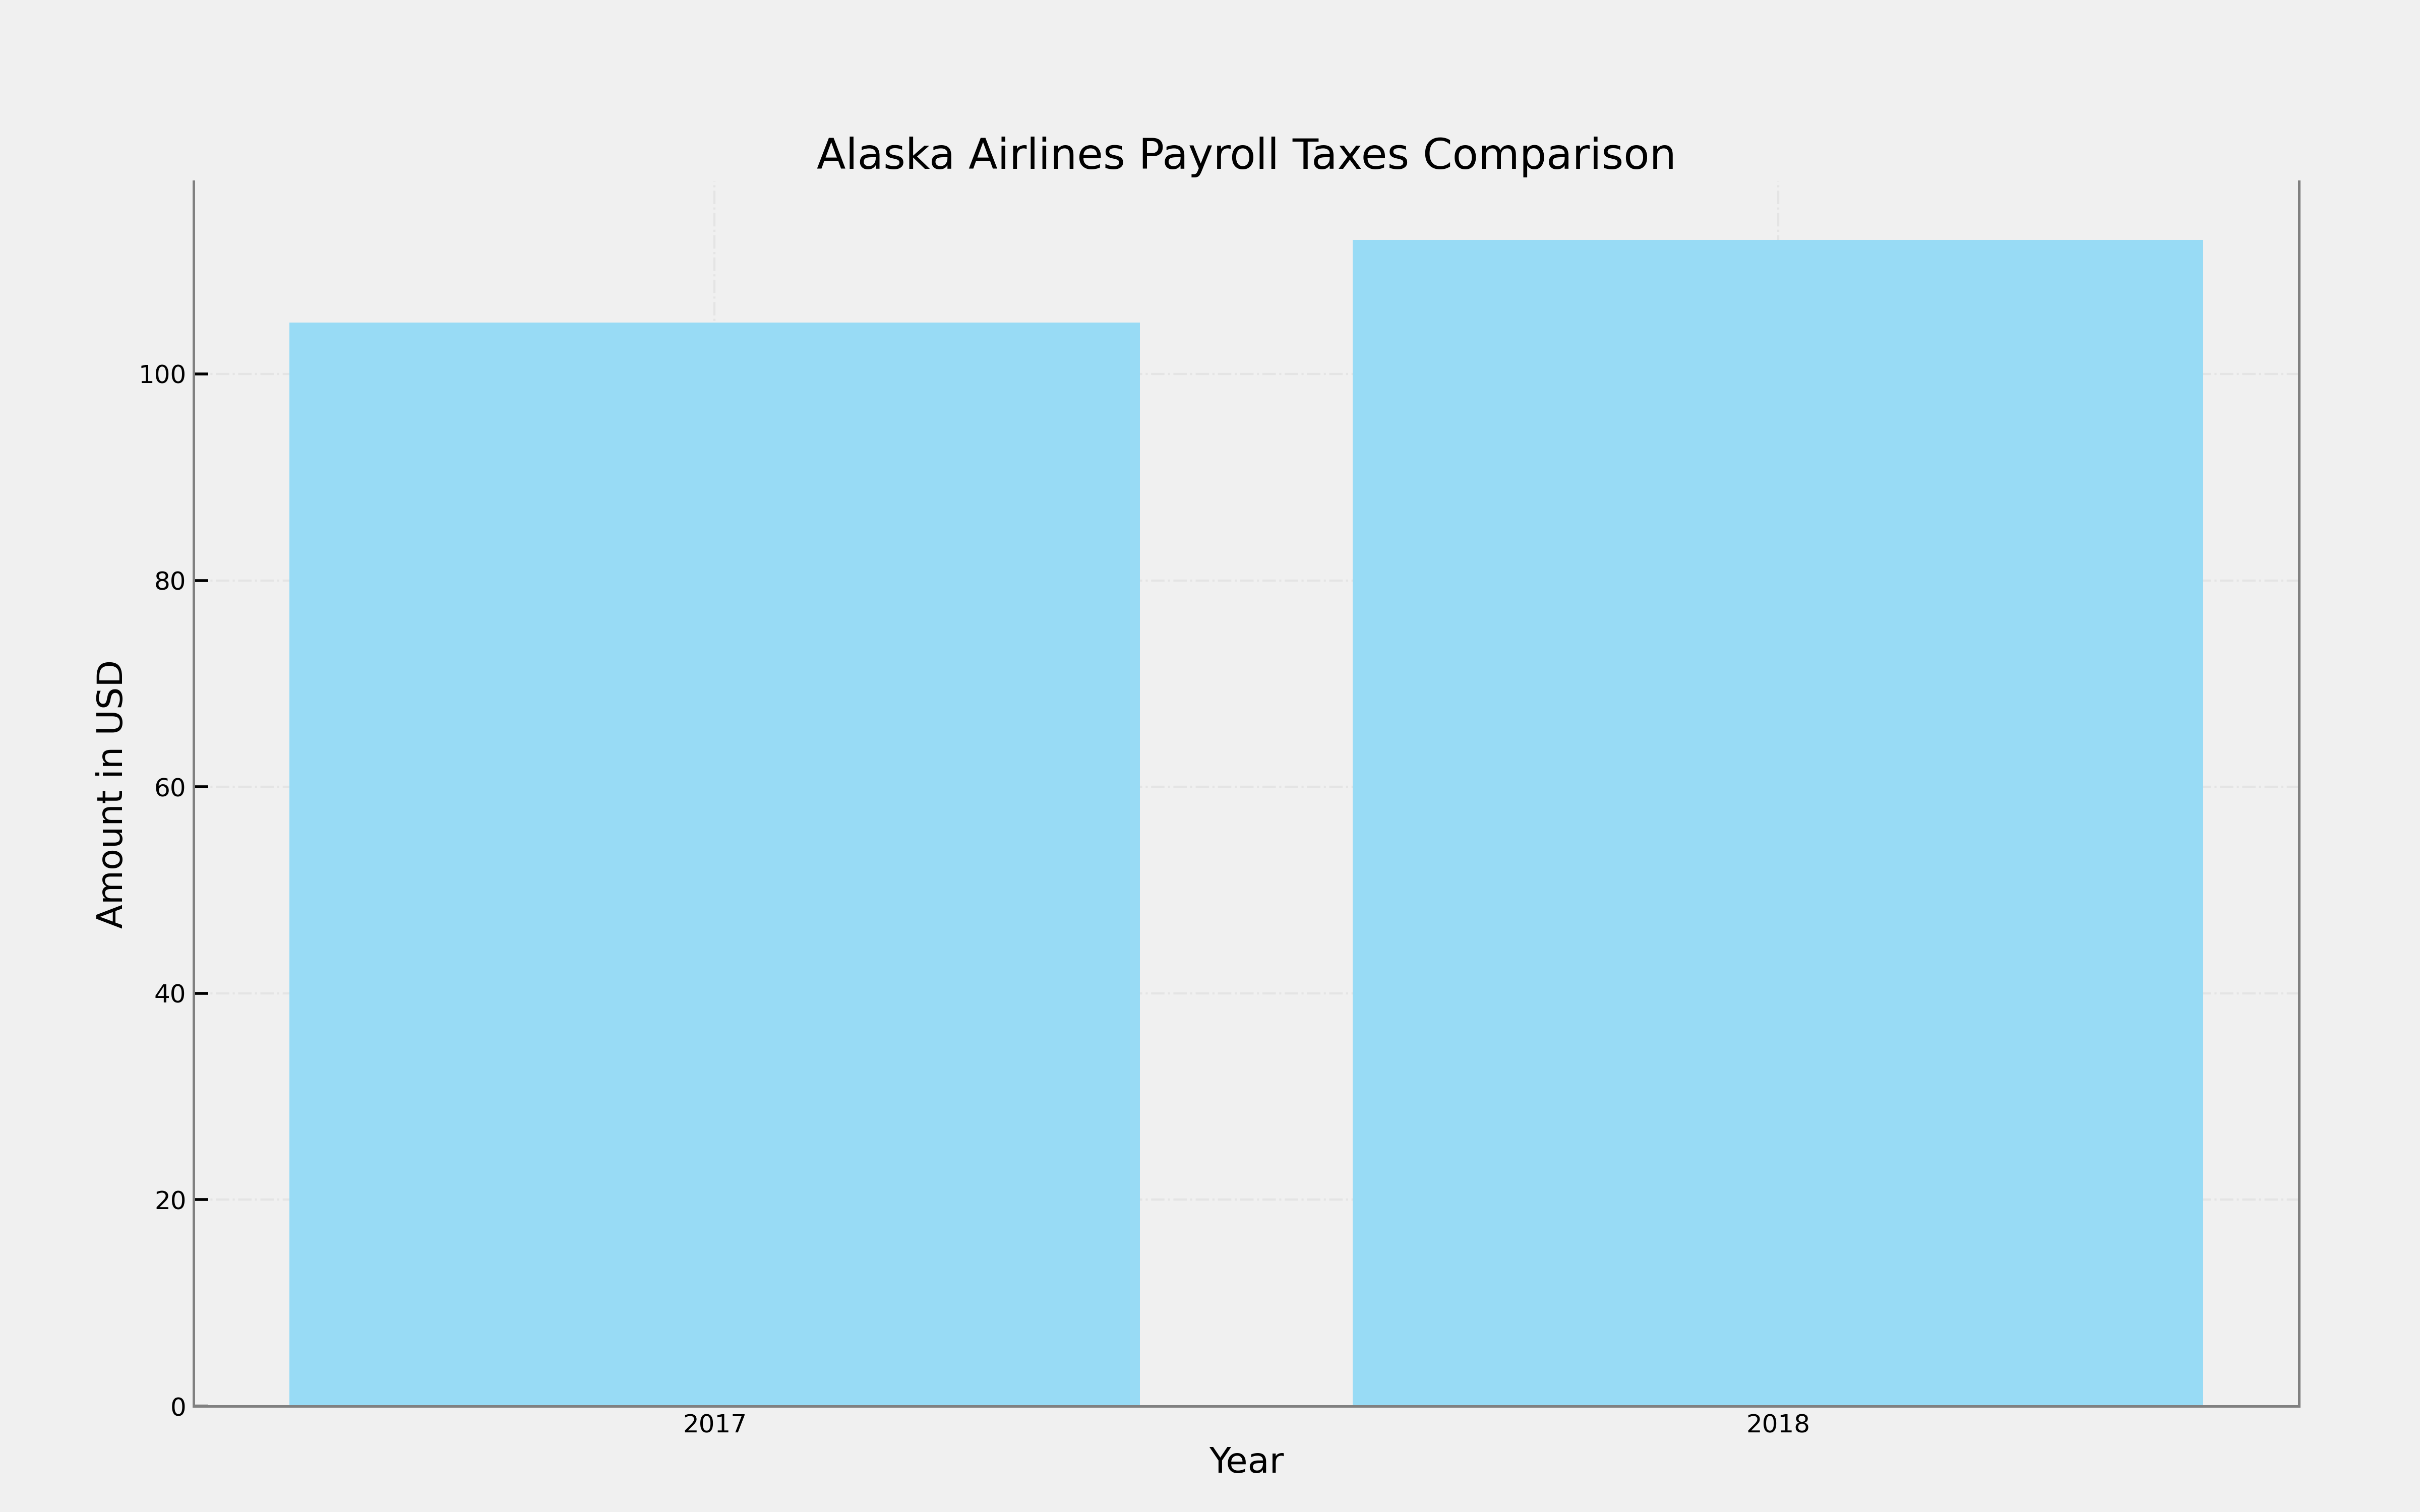 Alaska Airlines Payroll Taxes Comparison
100
80
60
40
20
0
Amount in USD
2017
2018
Year